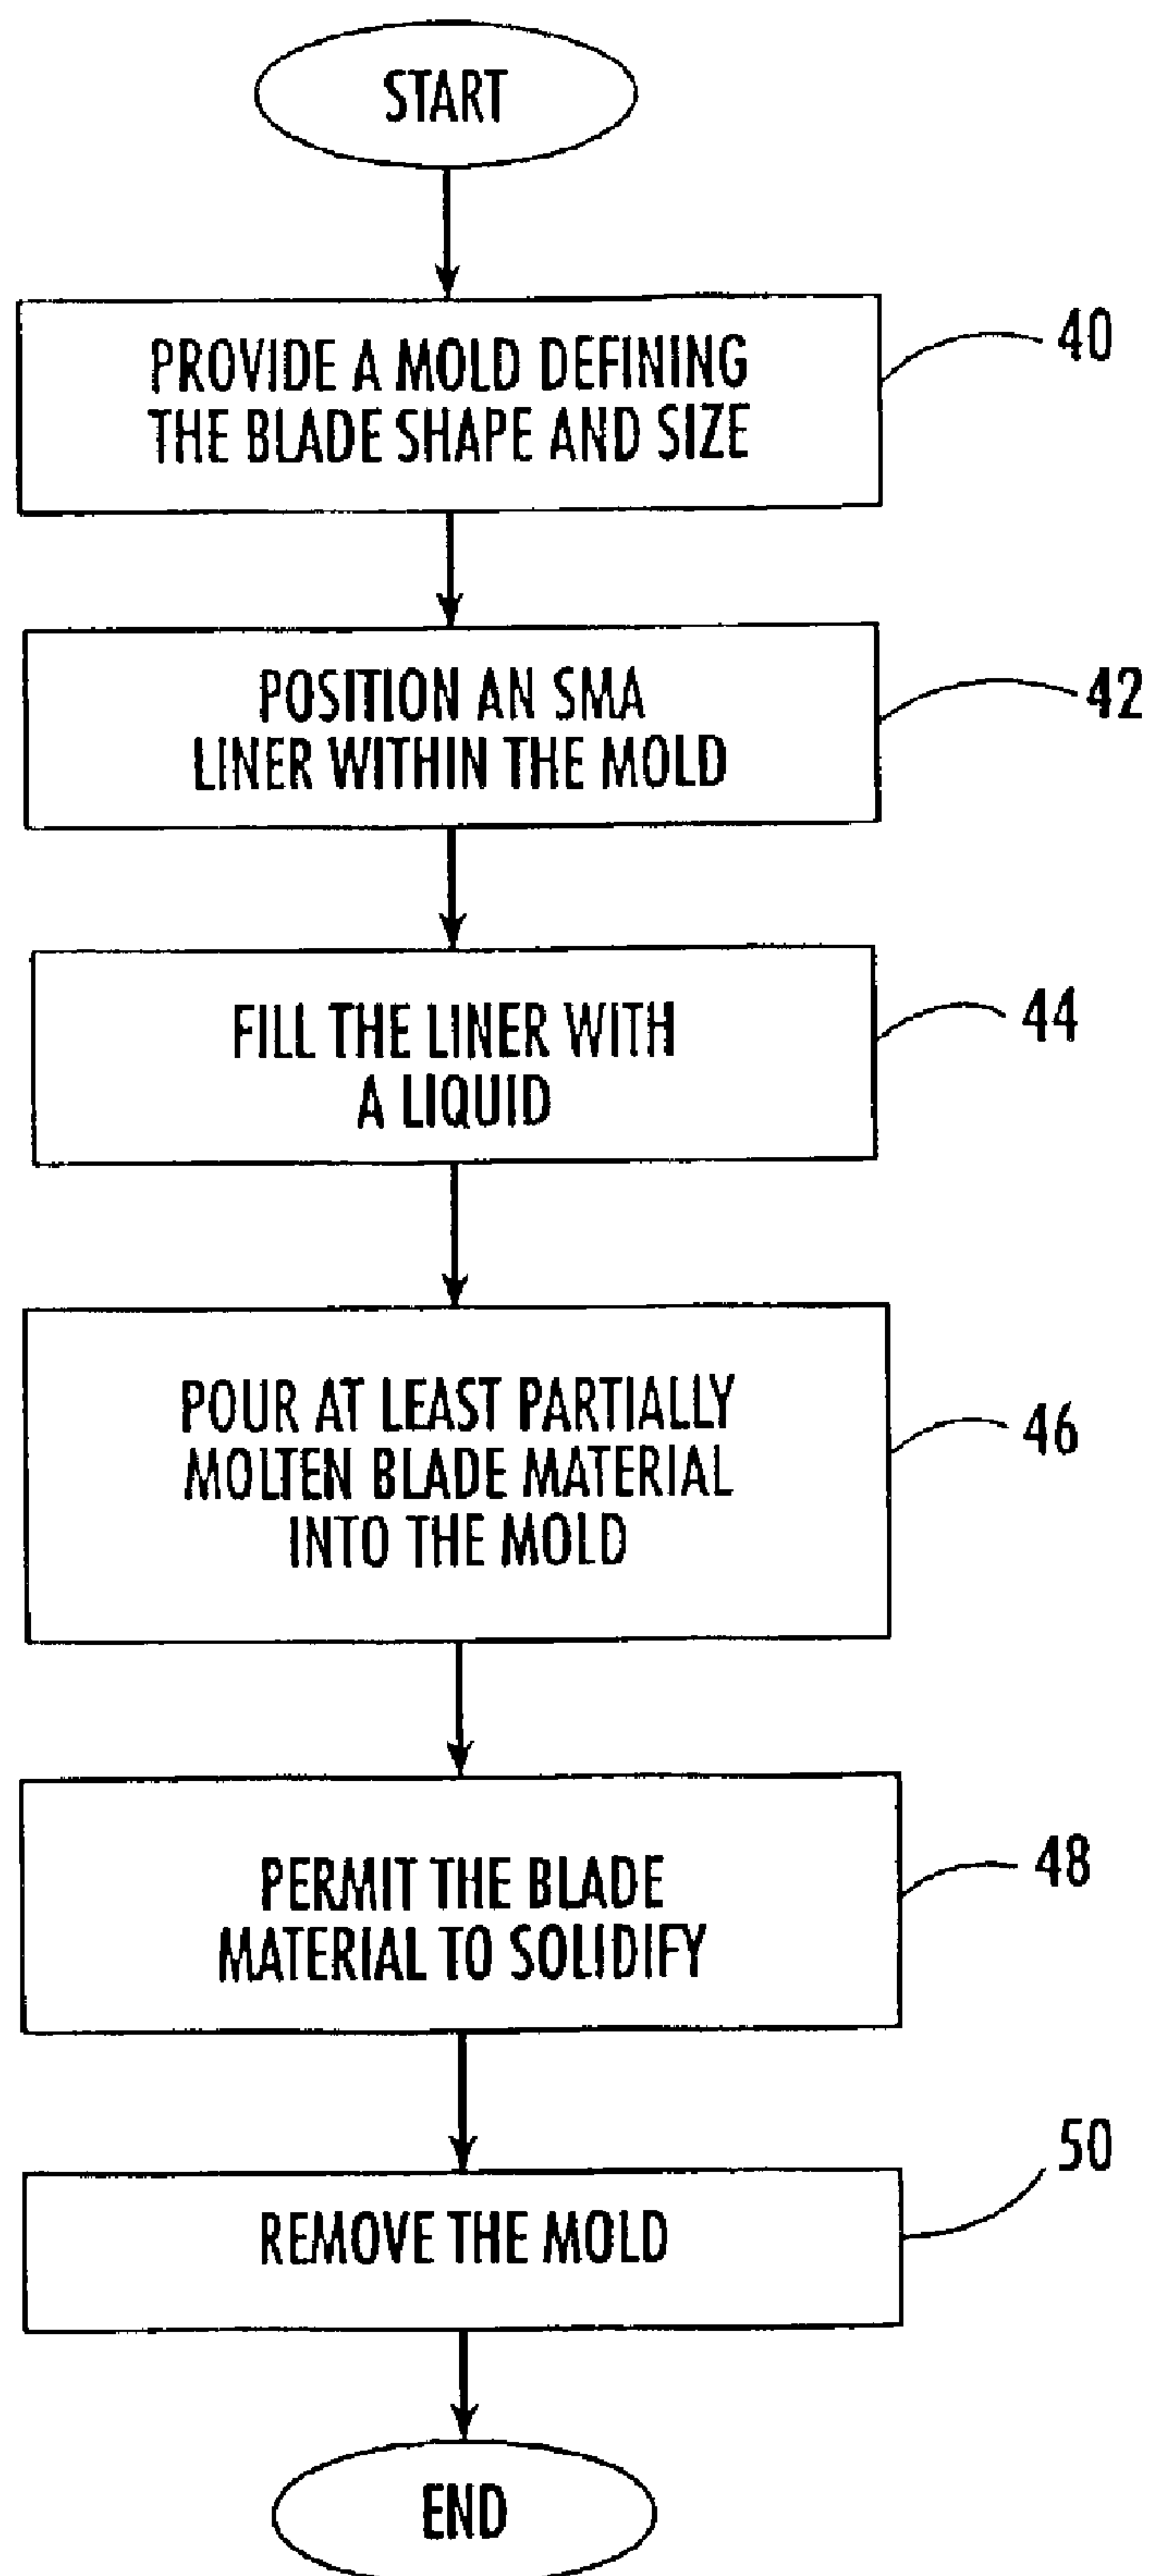 START
PROVIDE A MOLD DEFINING
THE BLADE SHAPE AND SIZE
40
POSITION AN SMA
LINER WITHIN THE MOLD
42
FILL THE LINER WITH
A LIQUID
44
POUR AT LEAST PARTIALLY
MOLTEN BLADE MATERIAL
INTO THE MOLD
46
PERMIT THE BLADE
MATERIAL TO SOLIDIFY
48
REMOVE THE MOLD
50
END